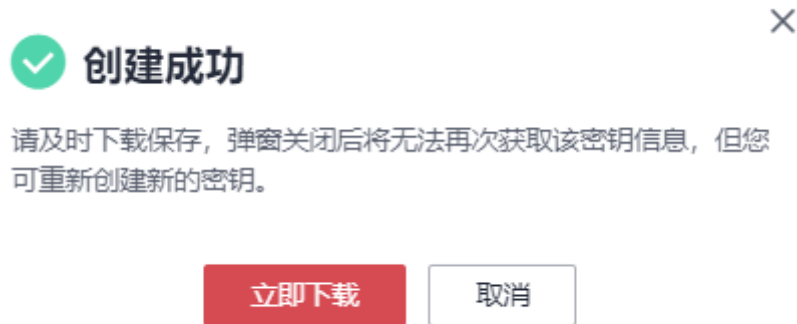 创建成功
请及时下载保存，弹窗关闭后将无法再次获取该密钥信息，但您
可重新创建新的密钥。
立即下载
取消